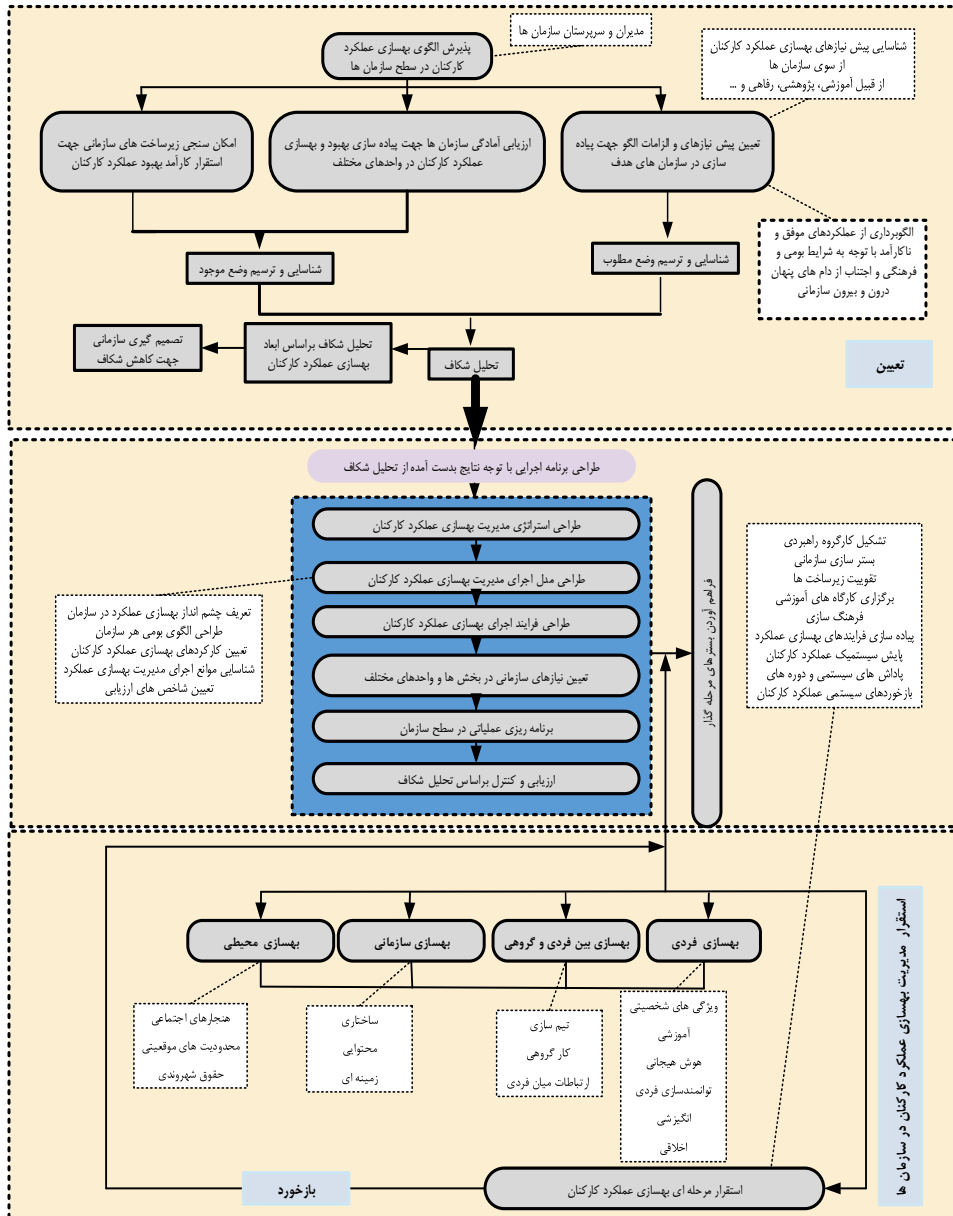 پذیرش الگوی بهسازی عملکرد
کارکنان در سطح سازمان ها
مدیران و سرپرستان سازمان ها
شناسایی پیش نیازهای بهسازی عملکرد کارکنان
از سوی سازمان ها
از قبیل آموزشی، پژوهشی، رفاهی و ...
تعیین پیش نیازهای و الزامات الگو جهت پیاده
سازی در سازمان های هدف
ارزیابی آمادگی سازمان ها جهت پیاده سازی بهبود و بهسازی
عملکرد کارکنان در واحدهای مختلف
امکان سنجی زیرساخت های سازمانی جهت
استقرار کارآمد بهبود عملکرد کارکنان
الگوبرداری از عملکردهای موفق و
ناکارآمد با توجه به شرایط بومی و
فرهنگی و اجتناب از دام های پنهان
درون و بیرون سازمانی
شناسایی و ترسیم وضع مطلوب
شناسایی و ترسیم وضع موجود
تحلیل شکاف
تحلیل شکاف براساس ابعاد
بهسازی عملکرد کارکنان
تصمیم گیری سازمانی
جهت کاهش شکاف
تعیین
طراحی برنامه اجرایی با توجه نتایج بدست آمده از تحلیل شکاف
طراحی استراتژی مدیریت بهسازی عملکرد کارکنان
طراحی مدل اجرای مدیریت بهسازی عملکرد کارکنان
طراحی فرایند اجرای بهسازی عملکرد کارکنان
تعیین نیازهای سازمانی در بخش ها و واحدهای مختلف
برنامه ریزی عملیاتی در سطح سازمان
ارزیابی و کنترل براساس تحلیل شکاف
فراهم آوردن بسترهای مرحله گذار
تشکیل کارگروه راهبردی
بستر سازی سازمانی
تقوییت زیرساخت ها
برگزاری کارگاه های آموزشی
فرهنگ سازی
پیاده سازی فرایندهای بهسازی عملکرد
پایش سیستمیک عملکرد کارکنان
پاداش های سیستمی و دوره های
بازخوردهای سیستمی عملکرد کارکنان
تعریف چشم انداز بهسازی عملکرد در سازمان
طراحی الگوی بومی هر سازمان
تعیین کارکردهای بهسازی عملکرد کارکنان
شناسایی موانع اجرای مدیریت بهسازی عملکرد
تعیین شاخص های ارزیابی
استقرار مدیریت بهسازی عملکرد کارکنان در سازمان ها
بهسازی فردی
بهسازی بین فردی و گروهی
بهسازی سازمانی
بهسازی محیطی
ویژگی های شخصیتی
آموزشی
هوش هیجانی
توانمندسازی فردی
انگیزشی
اخلاقی
تیم سازی
کار گروهی
ارتباطات میان فردی
ساختاری
محتوایی
زمینه ای
هنجارهای اجتماعی
محدودیت های موقعیتی
حقوق شهروندی
استقرار مرحله ای بهسازی عملکرد کارکنان
بازخورد